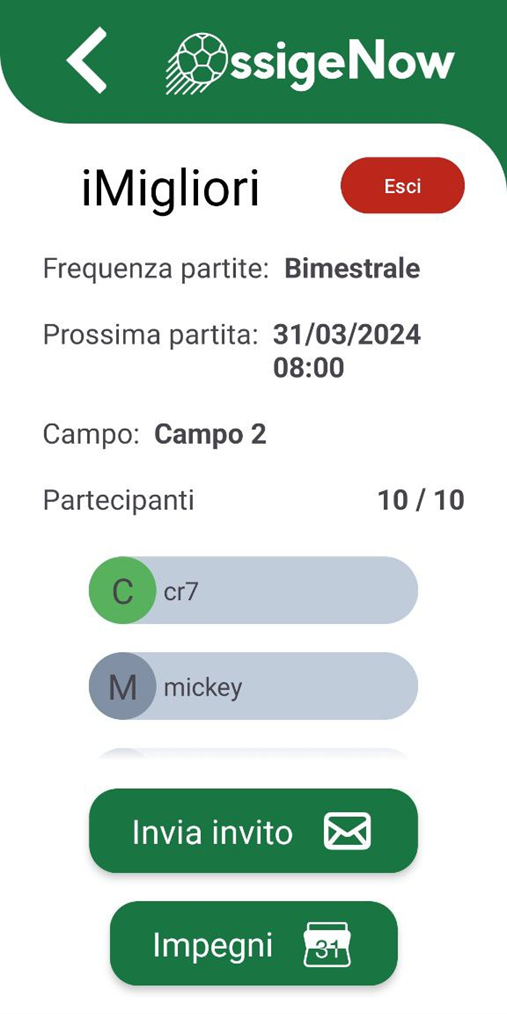 ssigeNow
iMigliori
Esci
Frequenza partite: Bimestrale
Prossima partita: 31/03/2024
08:00
Campo: Campo 2
Partecipanti 10 / 10
C cr7
M mickey
Invia invito
Impegni 31